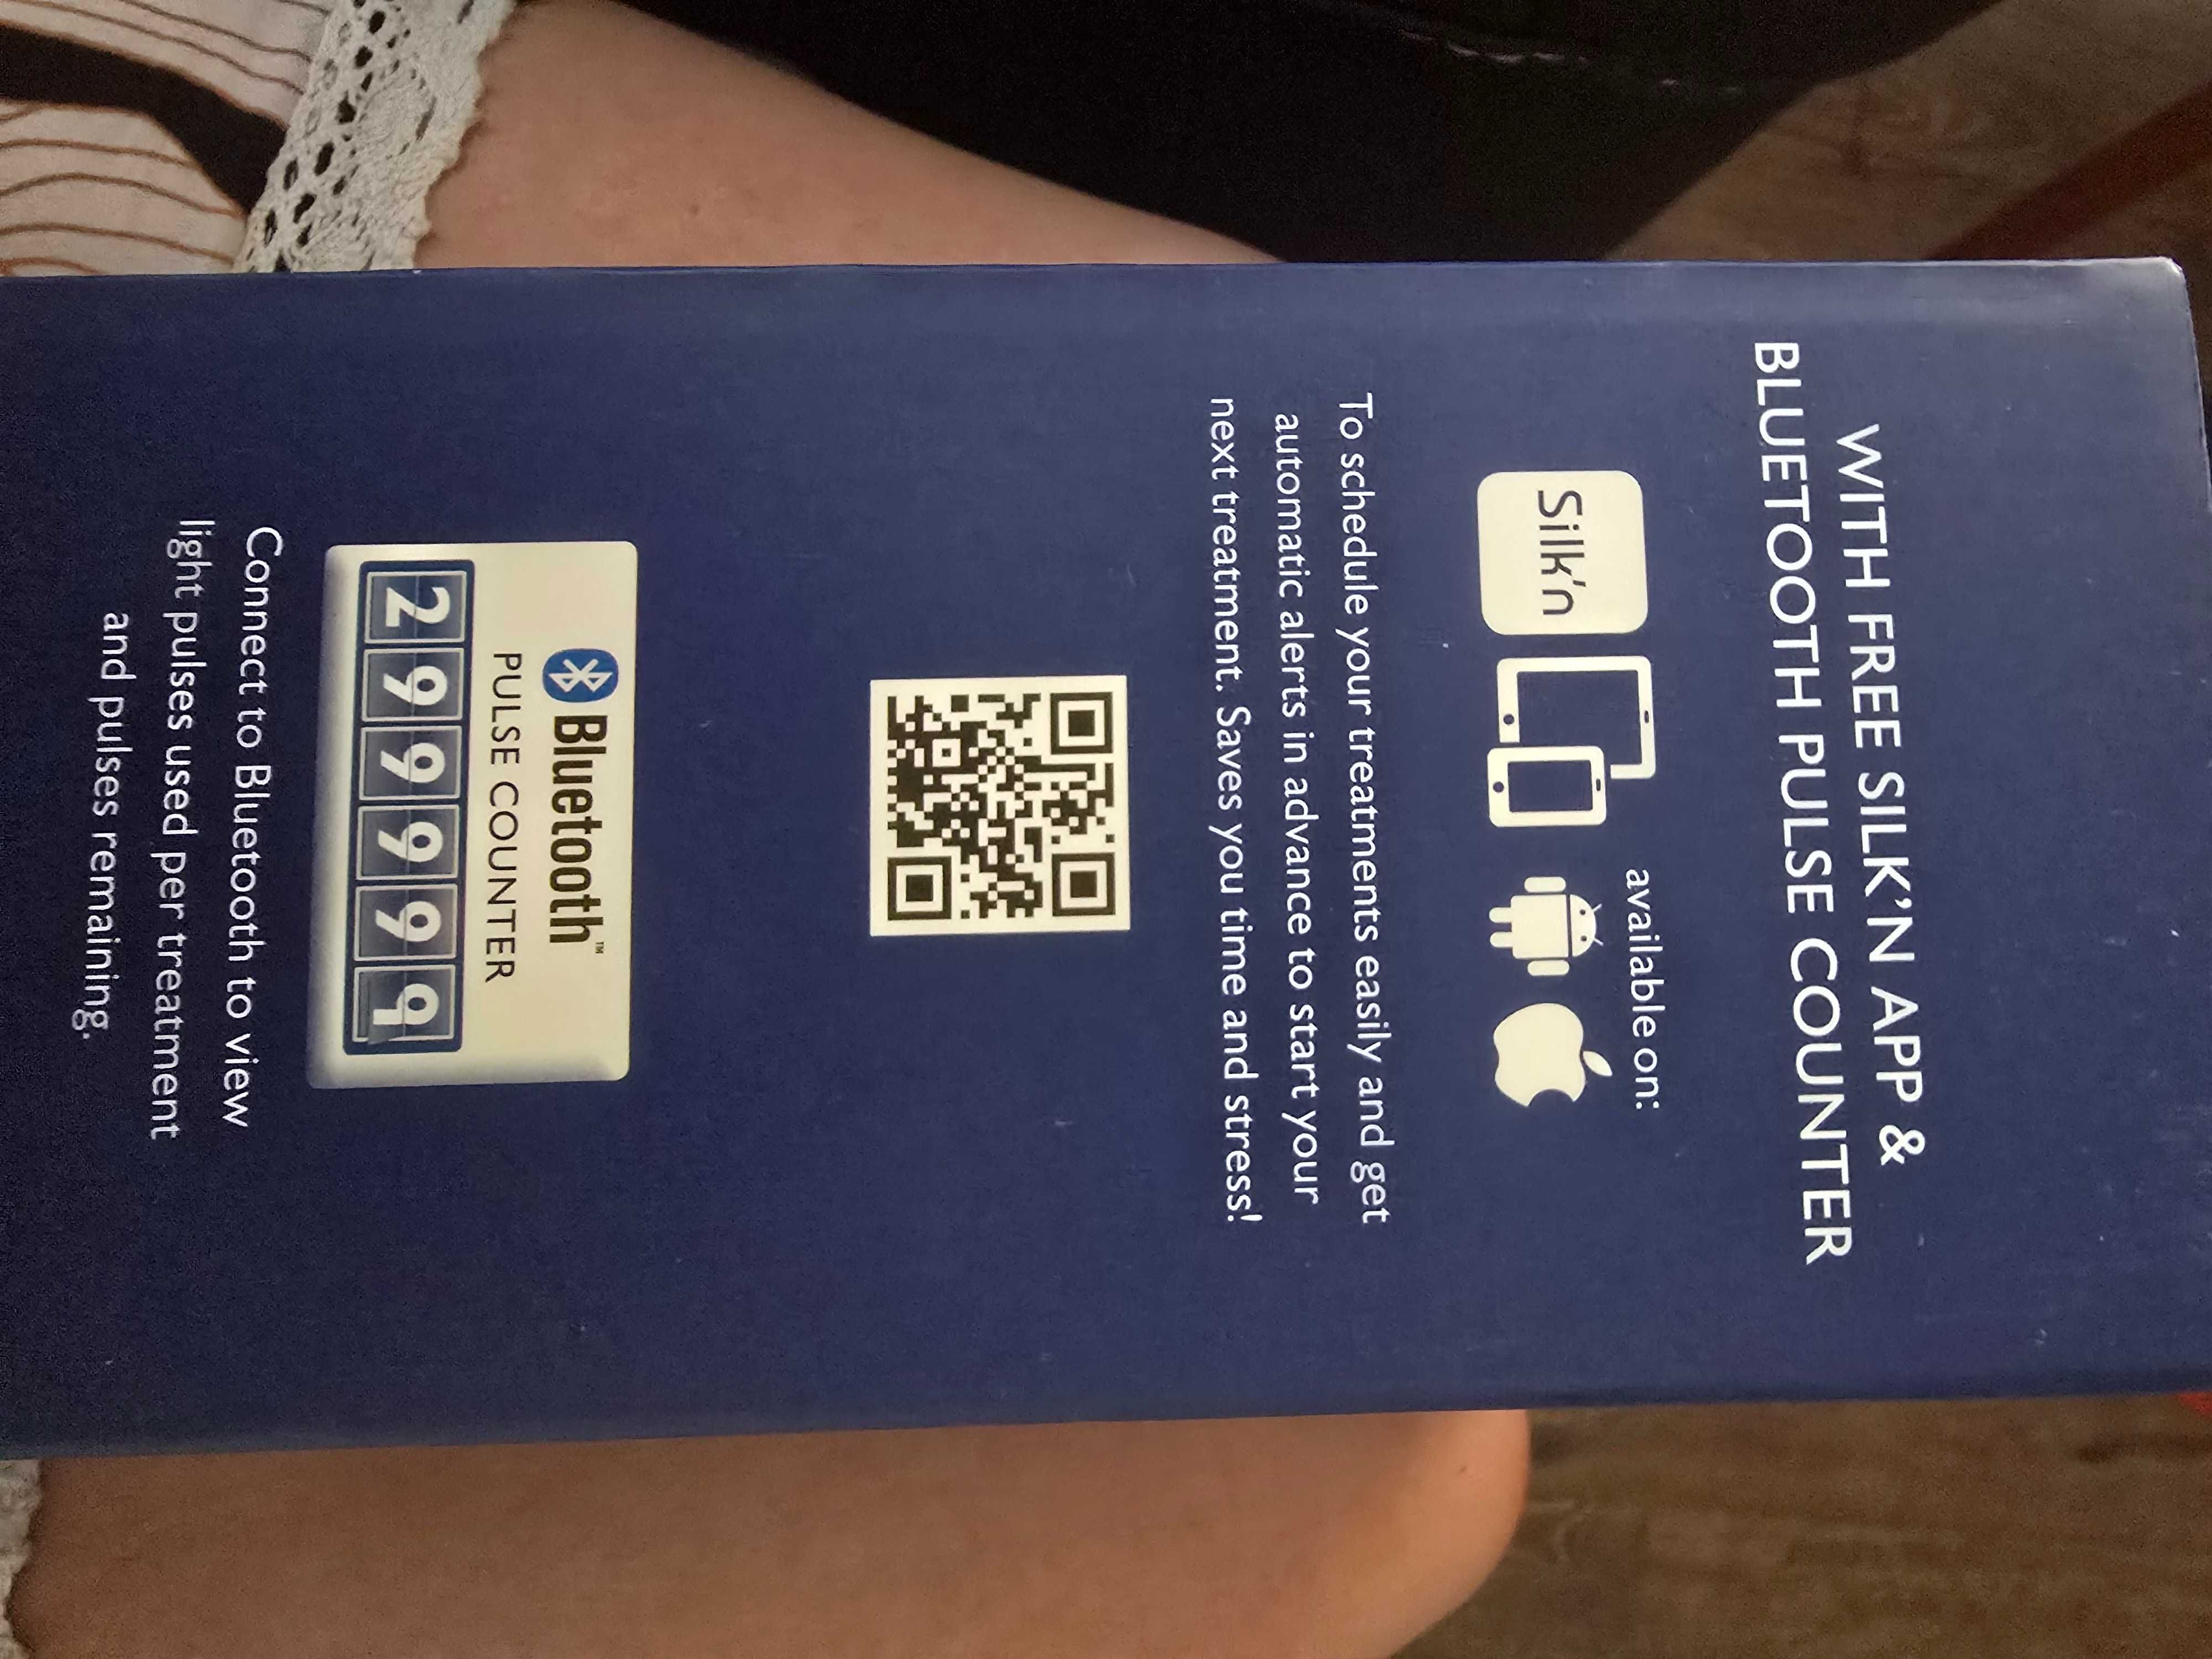 WITH FREE SILK'N APP &
BLUETOOTH PULSE COUNTER
Silk'n
available on:
To schedule your treatments easily and get
automatic alerts in advance to start your
next treatment. Saves you time and stress!
Bluetooth™
PULSE COUNTER
299999
Connect to Bluetooth to view
light pulses used per treatment
and pulses remaining.